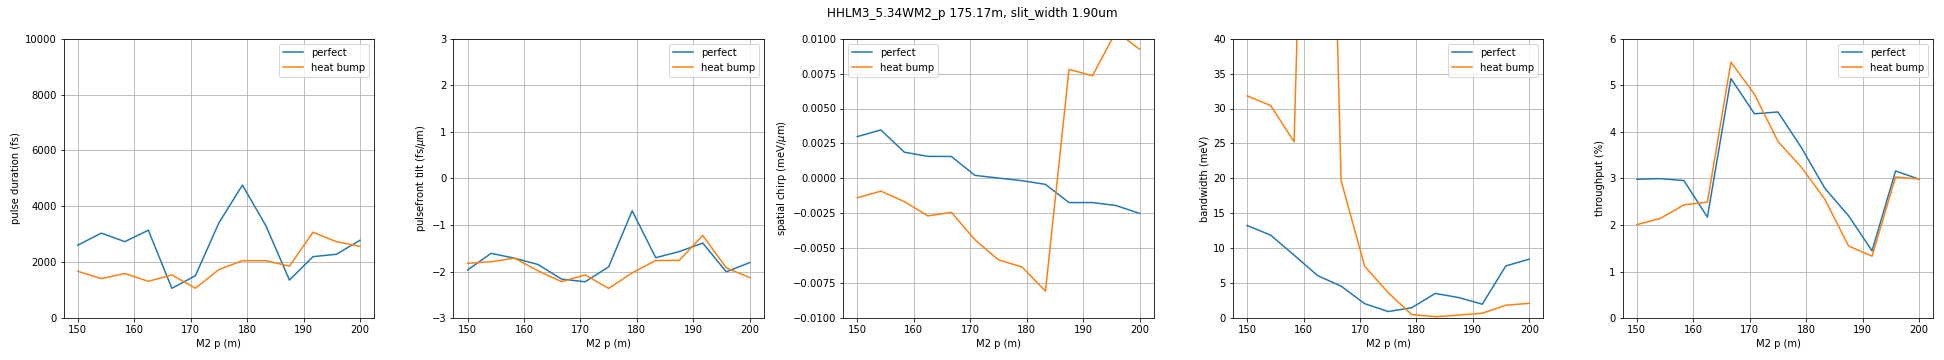 HHLM3_5.34WM2_p 175.17m, slit_width 1.90um
pulse duration (fs)
10000
8000
6000
4000
2000
0
perfect
heat bump
150 160 170 180 190 200
M2 p (m)
pulsefront tilt (fs/μm)
3
2
1
0
−1
−2
−3
perfect
heat bump
150 160 170 180 190 200
M2 p (m)
spatial chirp (meV/μm)
0.0100
0.0075
0.0050
0.0025
0.0000
−0.0025
−0.0050
−0.0075
−0.0100
perfect
heat bump
150 160 170 180 190 200
M2 p (m)
bandwidth (meV)
40
35
30
25
20
15
10
5
0
perfect
heat bump
150 160 170 180 190 200
M2 p (m)
throughput (%)
6
5
4
3
2
1
0
perfect
heat bump
150 160 170 180 190 200
M2 p (m)